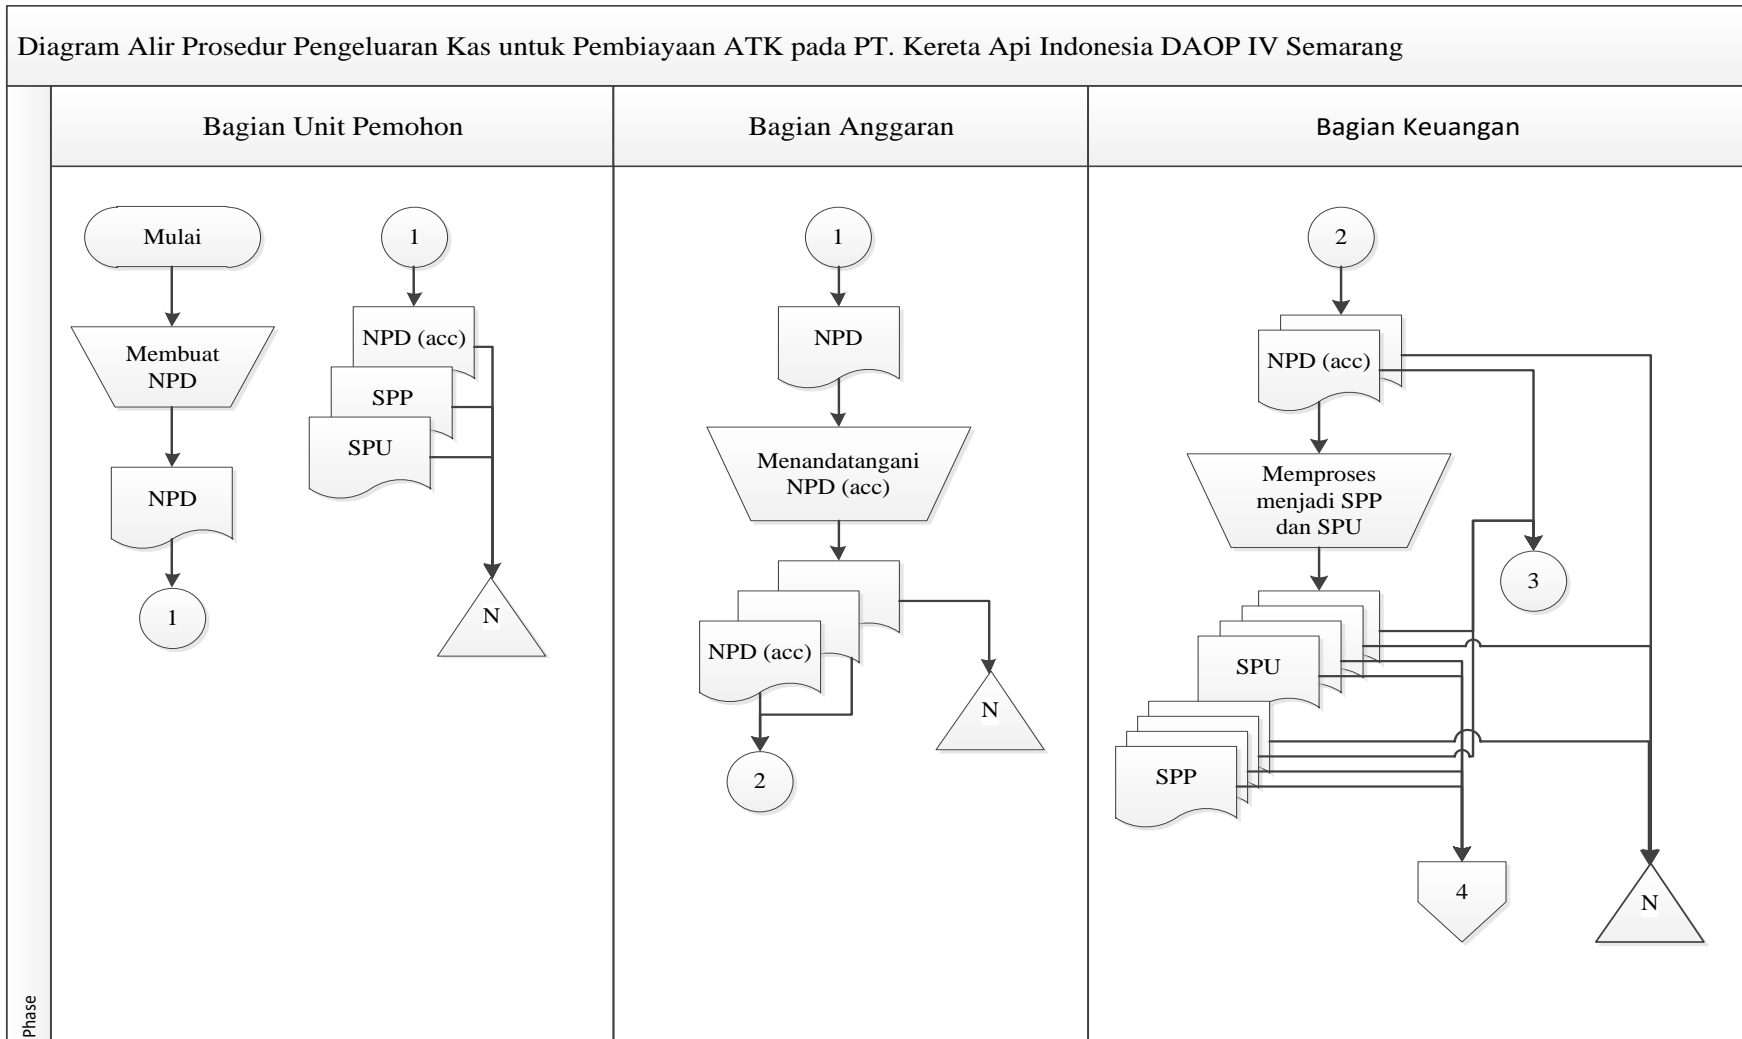 Diagram Alir Prosedur Pengeluaran Kas untuk Pembiayaan ATK pada PT. Kereta Api Indonesia DAOP IV Semarang
Bagian Unit Pemohon
Bagian Anggaran
Bagian Keuangan
Mulai
Membuat
NPD
NPD
1
1
NPD (acc)
SPP
SPU
N
1
NPD
Menandatangani
NPD (acc)
NPD (acc)
2
N
2
NPD (acc)
Memproses
menjadi SPP
dan SPU
3
SPU
SPP
4
N
Phase